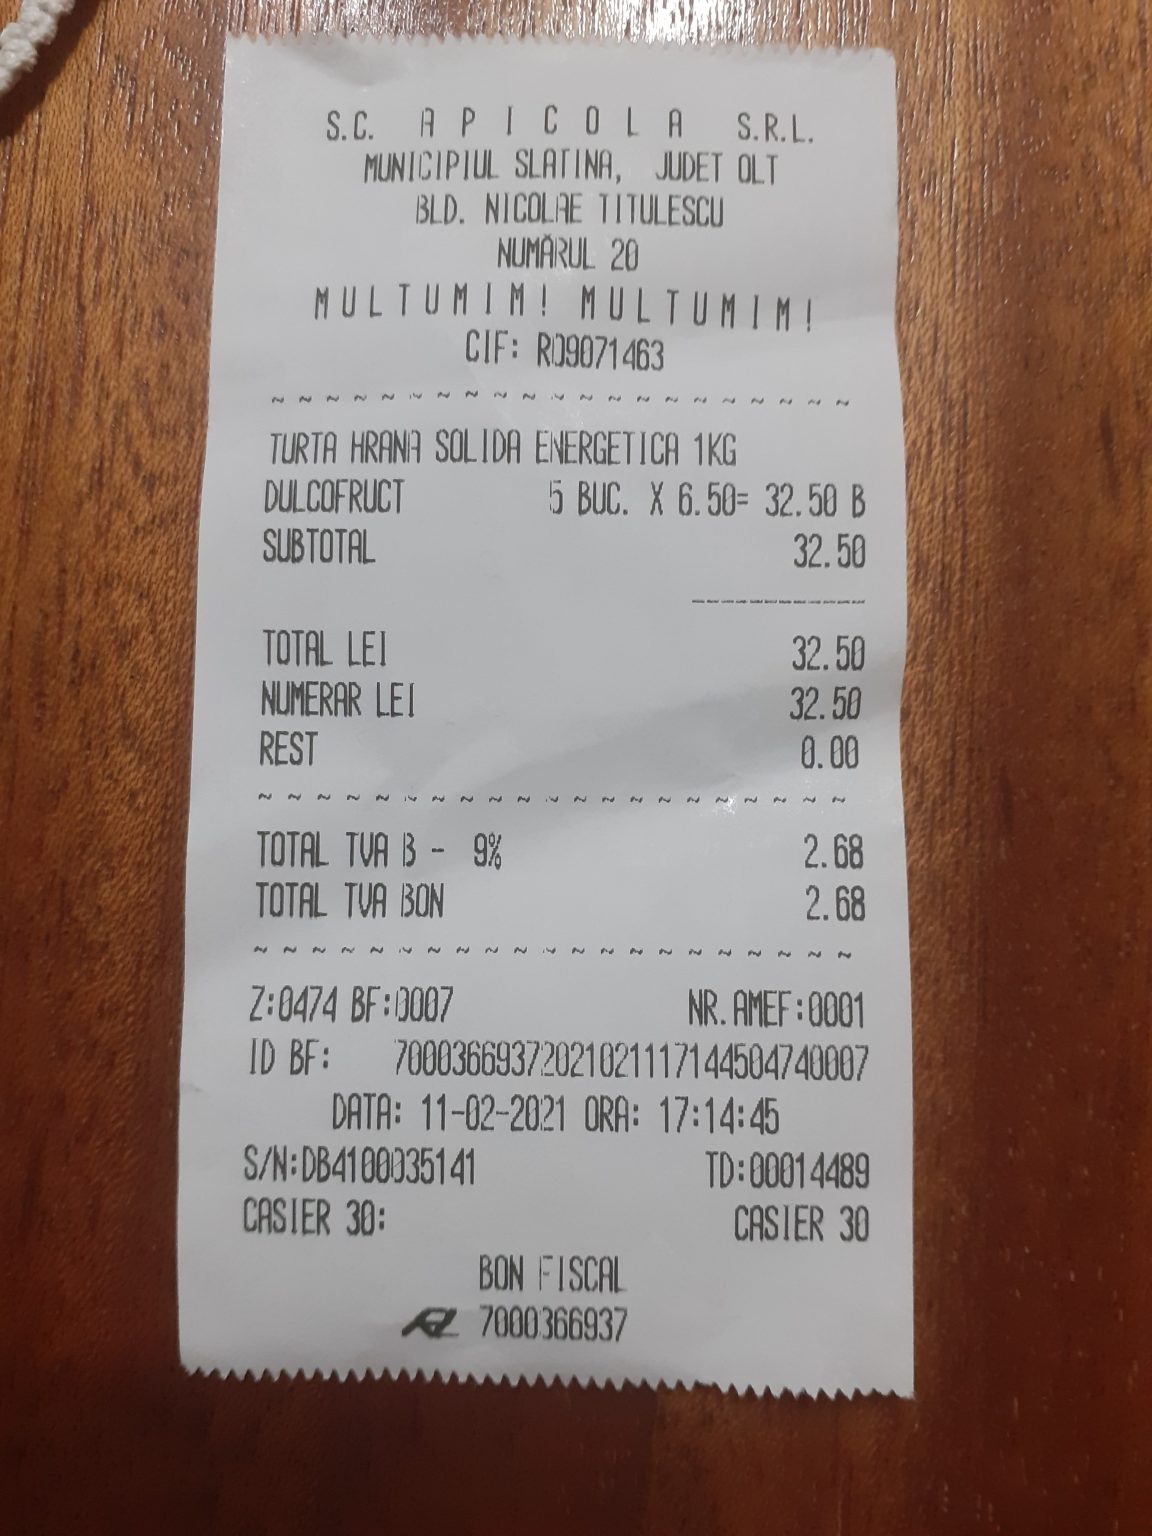 S.C. A P I C O L A S.R.L.
MUNICIPIUL SLATINA, JUDET OLT
BLD. NICOLAE TITULESCU
NUMĂRUL 20
M U L T U M I M ! M U L T U M I M !
CIF: RO9071463
~ ~ ~ ~ ~ ~ ~ ~ ~ ~ ~ ~ ~ ~ ~ ~ ~ ~ ~ ~ ~
TURTA HRANA SOLIDA ENERGETICA 1KG
DULCOFRUCT 5 BUC. X 6.50= 32.50 B
SUBTOTAL 32.50
------------
TOTAL LEI 32.50
NUMERAR LEI 32.50
REST 0.00
~ ~ ~ ~ ~ ~ ~ ~ ~ ~ ~ ~ ~ ~ ~ ~ ~ ~ ~ ~ ~
TOTAL TVA B - 9% 2.68
TOTAL TVA BON 2.68
~ ~ ~ ~ ~ ~ ~ ~ ~ ~ ~ ~ ~ ~ ~ ~ ~ ~ ~ ~ ~
Z:0474 BF:0007 NR.AMEF:0001
ID BF: 70003669372021021117144504740007
DATA: 11-02-2021 ORA: 17:14:45
S/N:DB4100035141 TD:00014489
CASIER 30: CASIER 30
BON FISCAL
7000366937